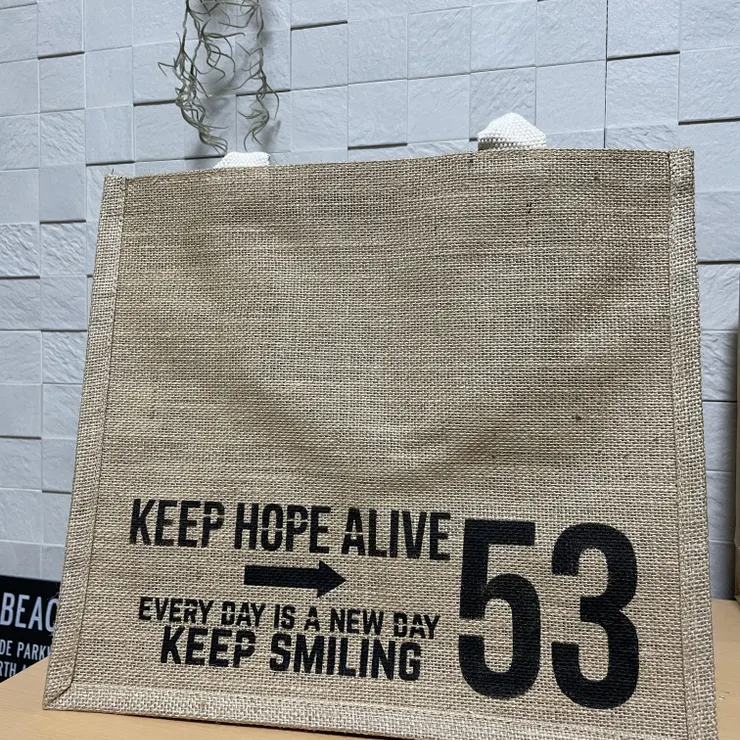 KEEP HOPE ALIVE
53
EVERY DAY IS A NEW DAY
KEEP SMILING